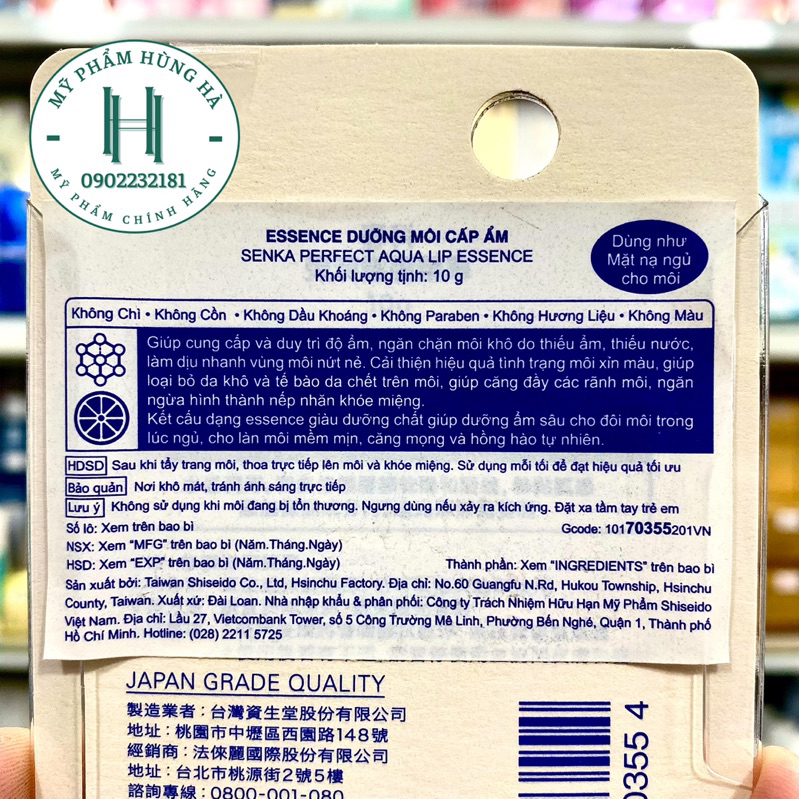 MỸ PHẨM HÙNG HÀ
H
0902232181
MỸ PHẨM CHÍNH HÃNG
ESSENCE DƯỠNG MÔI CẤP ẨM
SENKA PERFECT AQUA LIP ESSENCE
Khối lượng tịnh: 10 g
Dùng như
Mặt nạ ngủ
cho môi
Không Chì • Không Cồn • Không Dầu Khoáng • Không Paraben • Không Hương Liệu • Không Màu
Giúp cung cấp và duy trì độ ẩm, ngăn chặn môi khô do thiếu ẩm, thiếu nước,
làm dịu nhanh vùng môi nứt nẻ. Cải thiện hiệu quả tình trạng môi xỉn màu, giúp
loại bỏ da khô và tế bào da chết trên môi, giúp căng đầy các rãnh môi, ngăn
ngừa hình thành nếp nhăn khóe miệng.
Kết cấu dạng essence giàu dưỡng chất giúp dưỡng ẩm sâu cho đôi môi trong
lúc ngủ, cho làn môi mềm mịn, căng mọng và hồng hào tự nhiên.
HDSD Sau khi tẩy trang môi, thoa trực tiếp lên môi và khóe miệng. Sử dụng mỗi tối để đạt hiệu quả tối ưu
Bảo quản Nơi khô mát, tránh ánh sáng trực tiếp
Lưu ý Không sử dụng khi môi đang bị tổn thương. Ngưng dùng nếu xảy ra kích ứng. Đặt xa tầm tay trẻ em
Số lô: Xem trên bao bì Gcode: 10170355201VN
NSX: Xem "MFG" trên bao bì (Năm.Tháng.Ngày)
HSD: Xem "EXP." trên bao bì (Năm.Tháng.Ngày) Thành phần: Xem "INGREDIENTS" trên bao bì
Sản xuất bởi: Taiwan Shiseido Co., Ltd, Hsinchu Factory. Địa chỉ: No.60 Guangfu N.Rd, Hukou Township, Hsinchu
County, Taiwan. Xuất xứ: Đài Loan. Nhà nhập khẩu & phân phối: Công ty Trách Nhiệm Hữu Hạn Mỹ Phẩm Shiseido
Việt Nam. Địa chỉ: Lầu 27, Vietcombank Tower, số 5 Công Trường Mê Linh, Phường Bến Nghé, Quận 1, Thành phố
Hồ Chí Minh. Hotline: (028) 2211 5725
JAPAN GRADE QUALITY
製造業者：台灣資生堂股份有限公司
地址：桃園市中壢區西園路148號
經銷商：法倈麗國際股份有限公司
地址：台北市桃源街2號5樓
諮詢專線：0800-001-080
0355 4